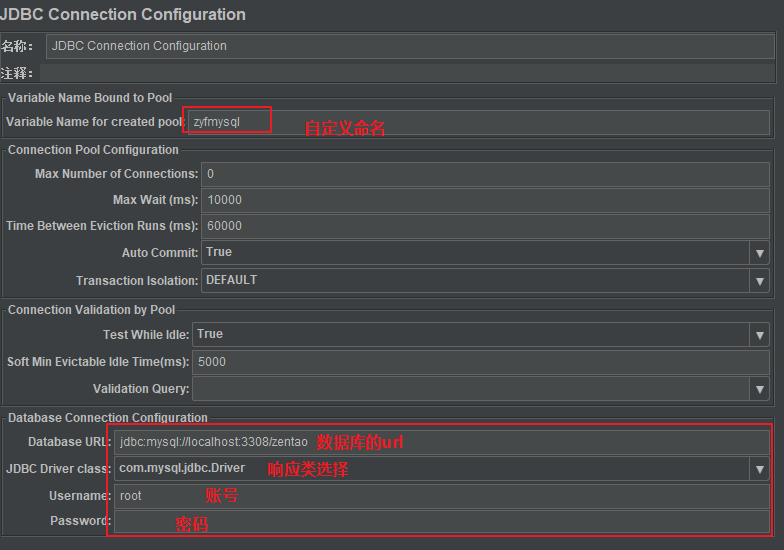 JDBC Connection Configuration
名称： JDBC Connection Configuration
注释：
Variable Name Bound to Pool
Variable Name for created pool: zyfmysql 自定义命名
Connection Pool Configuration
Max Number of Connections: 0
Max Wait (ms): 10000
Time Between Eviction Runs (ms): 60000
Auto Commit: True
Transaction Isolation: DEFAULT
Connection Validation by Pool
Test While Idle: True
Soft Min Evictable Idle Time(ms): 5000
Validation Query:
Database Connection Configuration
Database URL: jdbc:mysql://localhost:3308/zentao 数据库的url
JDBC Driver class: com.mysql.jdbc.Driver 响应类选择
Username: root 账号
Password: 密码